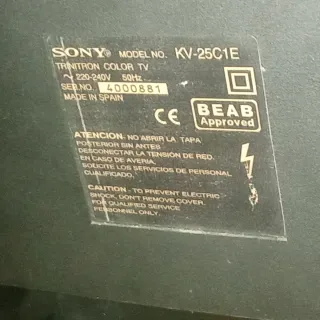 SONY® MODEL NO. KV-25C1E
TRINITRON COLOR TV
~ 220-240V 50Hz
SER.NO 4000881
MADE IN SPAIN
CE
BEAB
Approved
ATENCION: NO ABRIR LA TAPA
POSTERIOR SIN ANTES
DESCONECTAR LA TENSIÓN DE RED.
EN CASO DE AVERIA,
SOLICITE LOS SERVICIOS DE PERSONAL
CUALIFICADO.
CAUTION: TO PREVENT ELECTRIC
SHOCK, DON'T REMOVE COVER.
FOR QUALIFIED SERVICE
PERSONNEL ONLY.